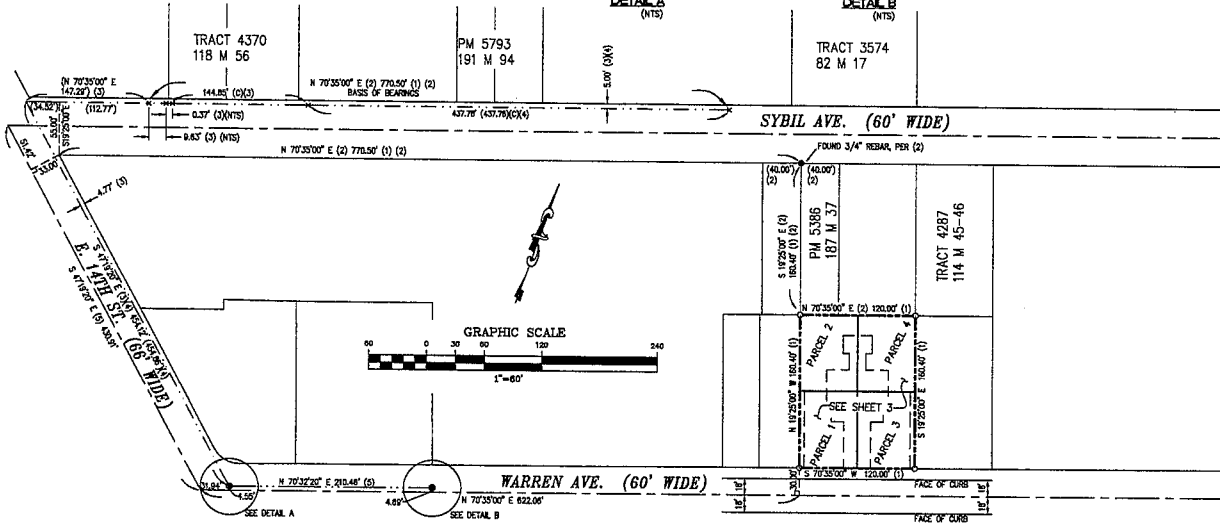 DETAIL A
(NTS)
DETAIL B
(NTS)
TRACT 4370
118 M 56
PM 5793
191 M 94
TRACT 3574
82 M 17
(N 70°35'00" E
147.29') (3)
144.85' (C)(3)
N 70°35'00" E (2) 770.50' (1) (2)
BASIS OF BEARINGS
5.00' (3)(4)
(34.52')
(112.77')
0.37' (3)(NTS)
9.63' (3) (NTS)
437.76' (437.76)(C)(4)
SYBIL AVE. (60' WIDE)
55.00'
S19°25'00"E
51.42'
33.00'
N 70°35'00" E (2) 770.50' (1) (2)
FOUND 3/4" REBAR, PER (2)
(40.00')
(2)
(40.00')
(2)
4.77' (3)
S 19°25'00" E (2)
160.40' (1) (2)
PM 5386
187 M 37
TRACT 4287
114 M 45-46
E. 14TH ST. (66' WIDE)
S 47°19'20" E (5) 430.91'
N 70°35'00" E (2) 120.00' (1)
GRAPHIC SCALE
60 0 30 60 120 240
1"=60'
PARCEL 2
PARCEL 4
N 19°25'00" W 160.40' (1)
S 19°25'00" E 160.40' (1)
SEE SHEET 3
PARCEL 1
PARCEL 3
S 70°35'00" W 120.00' (1)
31.94'
4.55'
N 70°32'20" E 210.46' (5)
4.69'
WARREN AVE. (60' WIDE)
N 70°35'00" E 622.06'
30.30'
SEE DETAIL A
SEE DETAIL B
18' 18'
FACE OF CURB
18' 18'
FACE OF CURB